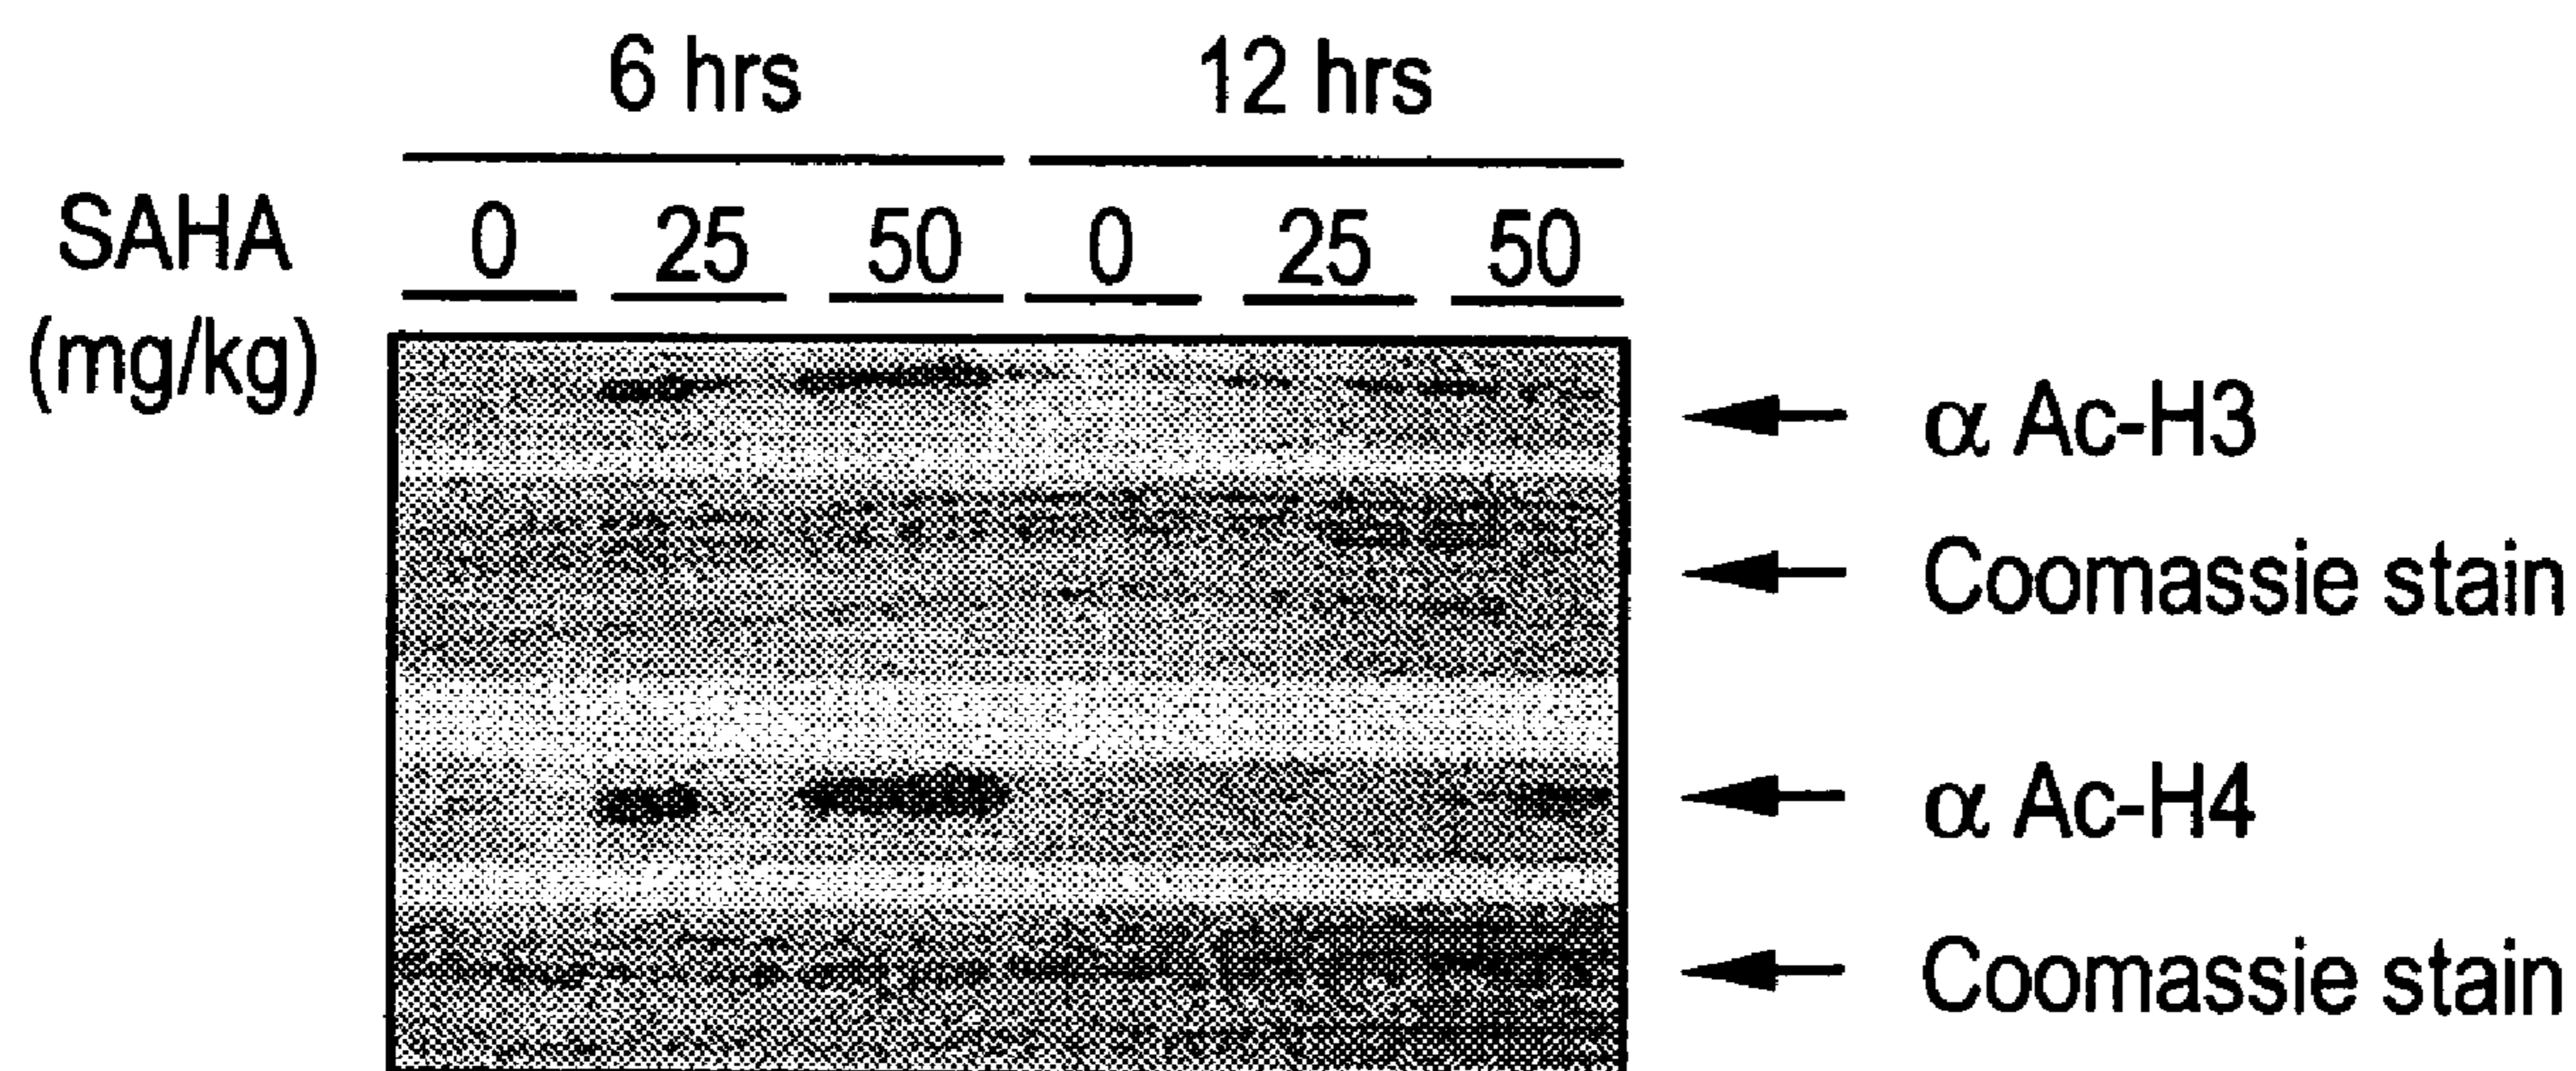 6 hrs 12 hrs
SAHA 0 25 50 0 25 50
(mg/kg)
α Ac-H3
Coomassie stain
α Ac-H4
Coomassie stain